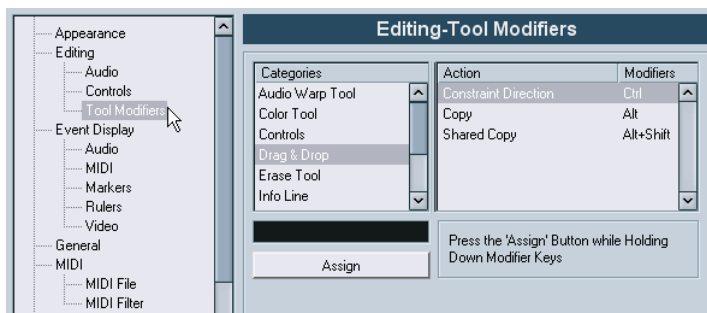 Appearance
Editing
Audio
Controls
Tool Modifiers
Event Display
Audio
MIDI
Markers
Rulers
Video
General
MIDI
MIDI File
MIDI Filter
Editing-Tool Modifiers
Categories
Audio Warp Tool
Color Tool
Controls
Drag & Drop
Erase Tool
Info Line
Action Modifiers
Constraint Direction Ctrl
Copy Alt
Shared Copy Alt+Shift
Assign
Press the 'Assign' Button while Holding
Down Modifier Keys